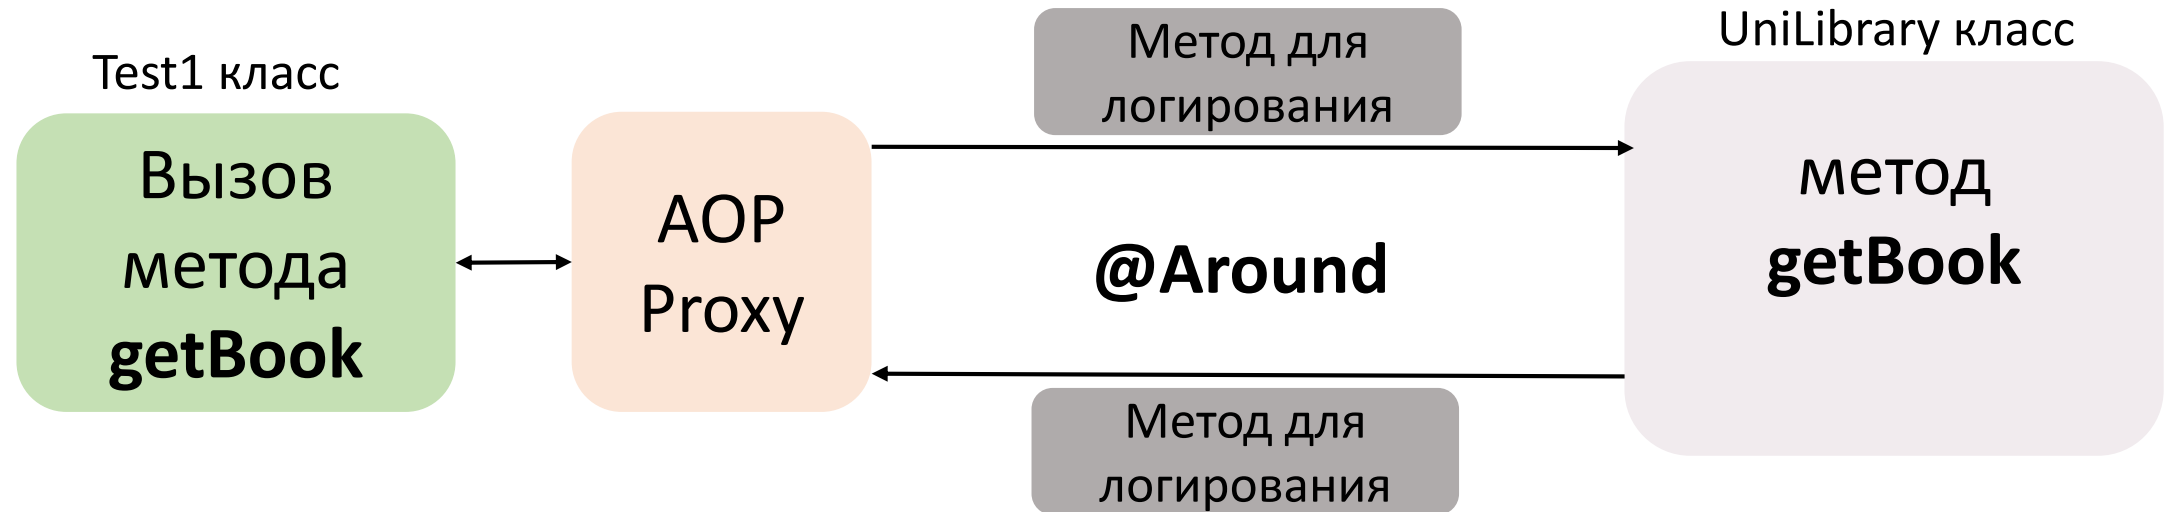 Test1 класс
Вызов
метода
getBook
AOP
Proxy
Метод для
логирования
@Around
Метод для
логирования
UniLibrary класс
метод
getBook